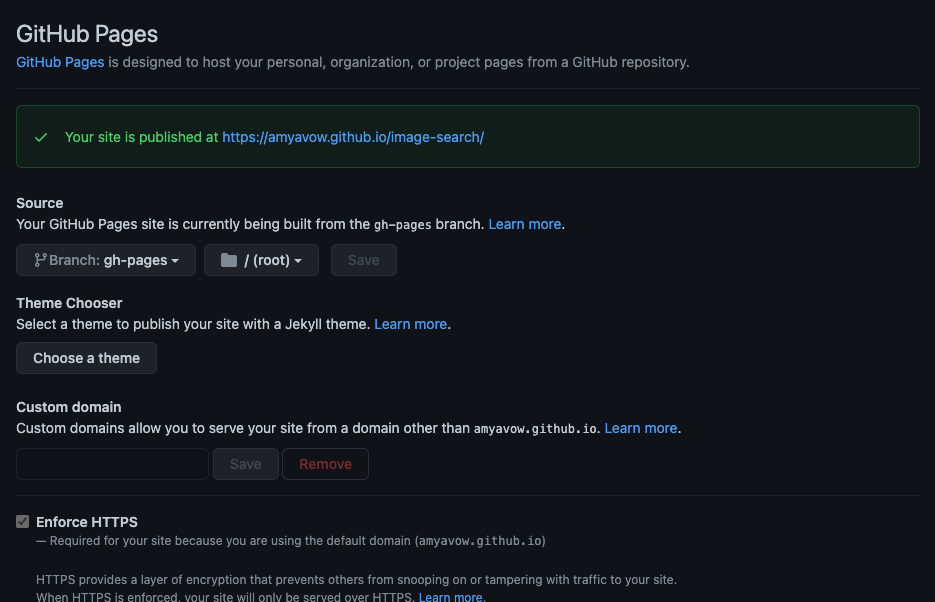 GitHub Pages
GitHub Pages is designed to host your personal, organization, or project pages from a GitHub repository.
Your site is published at https://amyavow.github.io/image-search/
Source
Your GitHub Pages site is currently being built from the gh-pages branch. Learn more.
Branch: gh-pages / (root) Save
Theme Chooser
Select a theme to publish your site with a Jekyll theme. Learn more.
Choose a theme
Custom domain
Custom domains allow you to serve your site from a domain other than amyavow.github.io. Learn more.
Save Remove
Enforce HTTPS
— Required for your site because you are using the default domain (amyavow.github.io)
HTTPS provides a layer of encryption that prevents others from snooping on or tampering with traffic to your site.
When HTTPS is enforced, your site will only be served over HTTPS. Learn more.